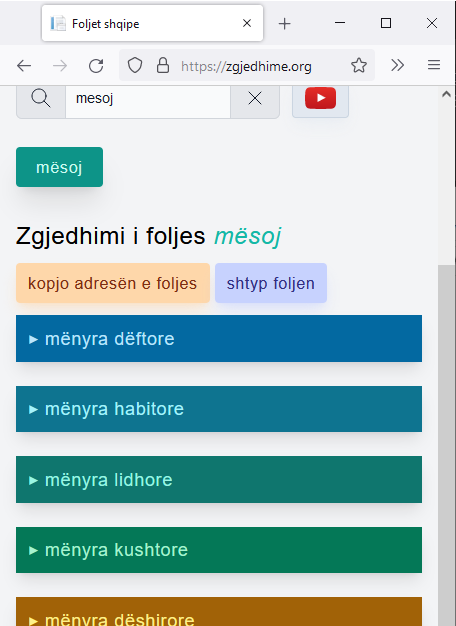 Foljet shqipe
https://zgjedhime.org
mesoj
mësoj
Zgjedhimi i foljes mësoj
kopjo adresën e foljes
shtyp foljen
▸ mënyra dëftore
▸ mënyra habitore
▸ mënyra lidhore
▸ mënyra kushtore
▸ mënyra dëshirore